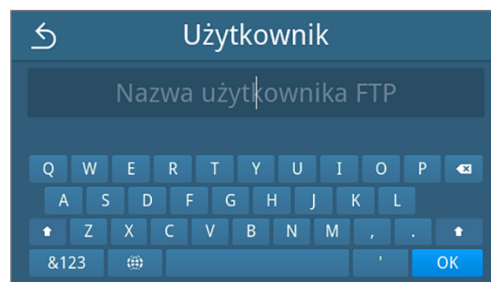 Użytkownik
Nazwa użytkownika FTP
Q W E R T Y U I O P
A S D F G H J K L
Z X C V B N M , .
&123 ' OK